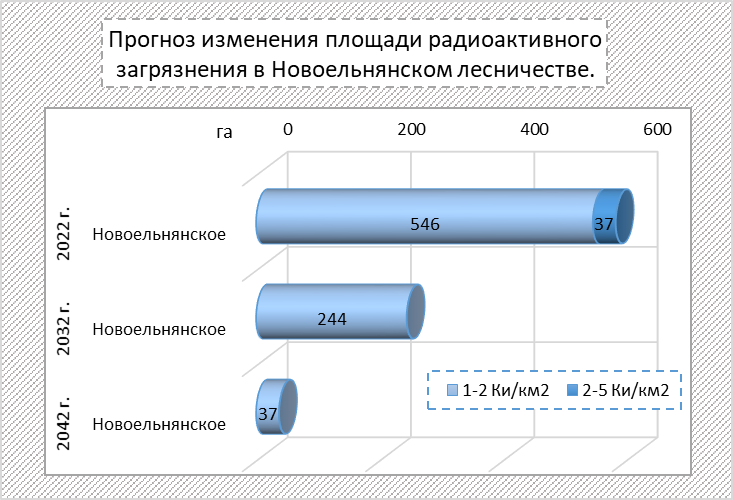 Прогноз изменения площади радиоактивного
загрязнения в Новоельнянском лесничестве.
га 0 200 400 600
2022 г. Новоельнянское 546 37
2032 г. Новоельнянское 244
2042 г. Новоельнянское 37
1-2 Ки/км2 2-5 Ки/км2